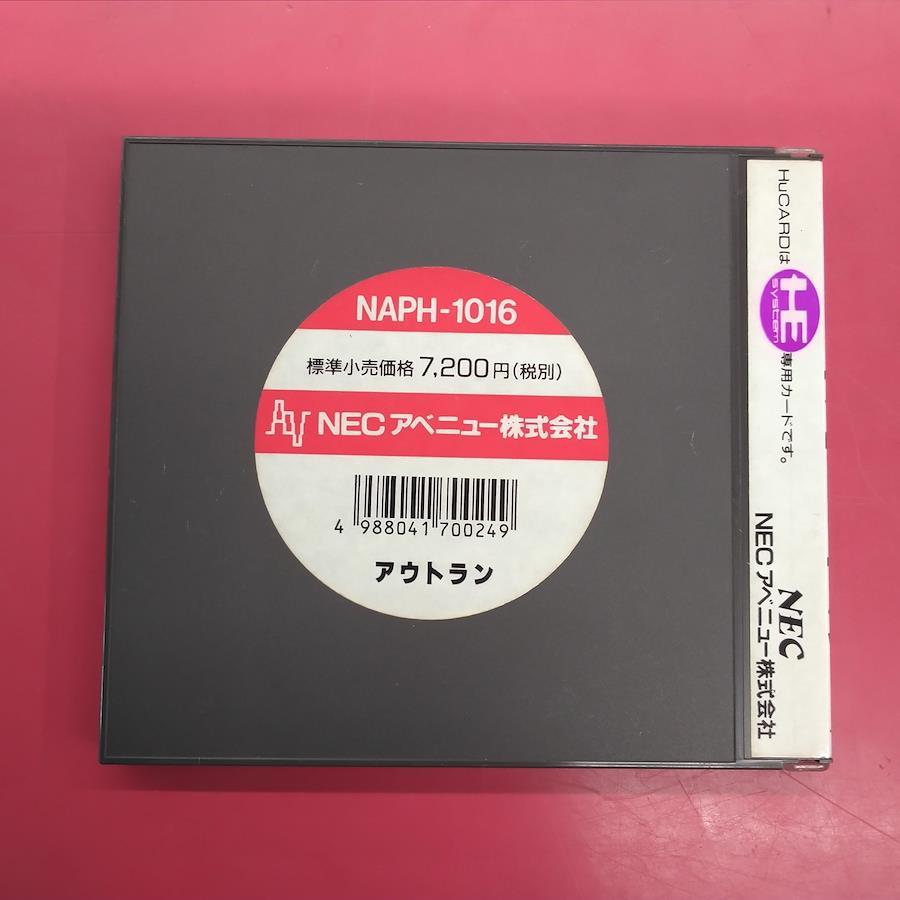 NAPH-1016
標準小売価格 7,200円(税別)
NECアベニュー株式会社
4 988041 700249
アウトラン
HuCARDは HE system 専用カードです。
NEC
NECアベニュー株式会社